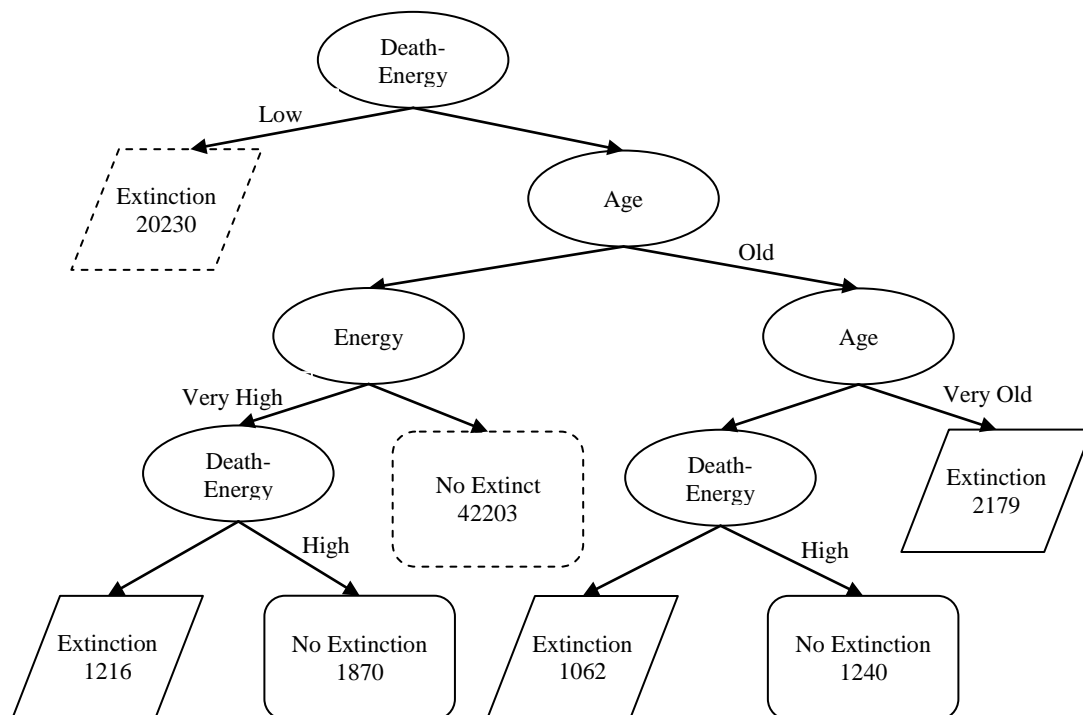 Death-
Energy
Low
Extinction
20230
Age
Old
Energy
Age
Very High
Very Old
Death-
Energy
No Extinct
42203
Death-
Energy
Extinction
2179
High
High
Extinction
1216
No Extinction
1870
Extinction
1062
No Extinction
1240